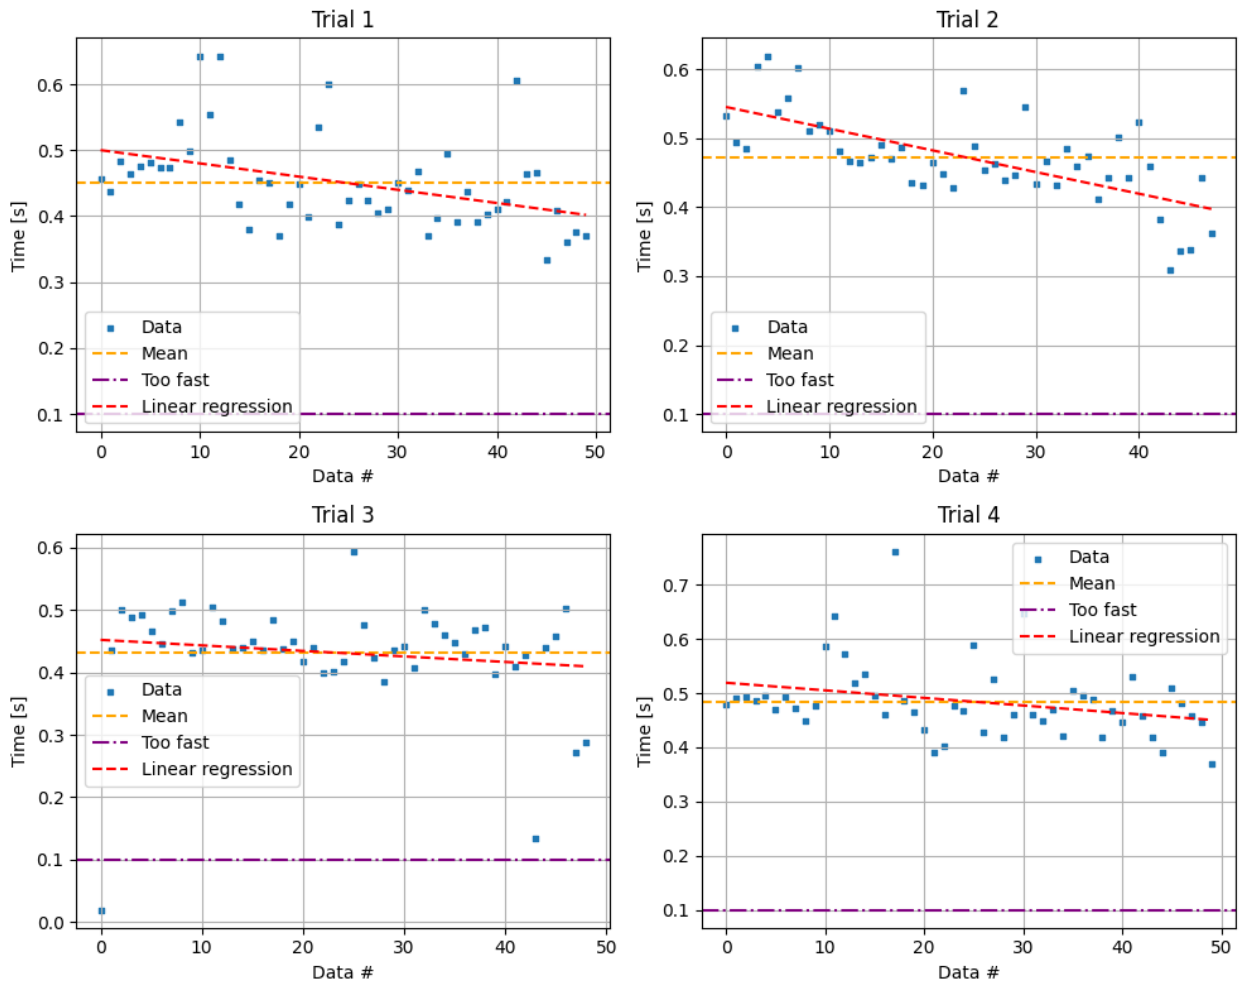 Trial 1
Time [s]
0.6
0.5
0.4
0.3
0.2
0.1
Data
Mean
Too fast
Linear regression
0 10 20 30 40 50
Data #
Trial 2
Time [s]
0.6
0.5
0.4
0.3
0.2
0.1
Data
Mean
Too fast
Linear regression
0 10 20 30 40
Data #
Trial 3
Time [s]
0.6
0.5
0.4
0.3
0.2
0.1
0.0
Data
Mean
Too fast
Linear regression
0 10 20 30 40 50
Data #
Trial 4
Time [s]
0.7
0.6
0.5
0.4
0.3
0.2
0.1
Data
Mean
Too fast
Linear regression
0 10 20 30 40 50
Data #